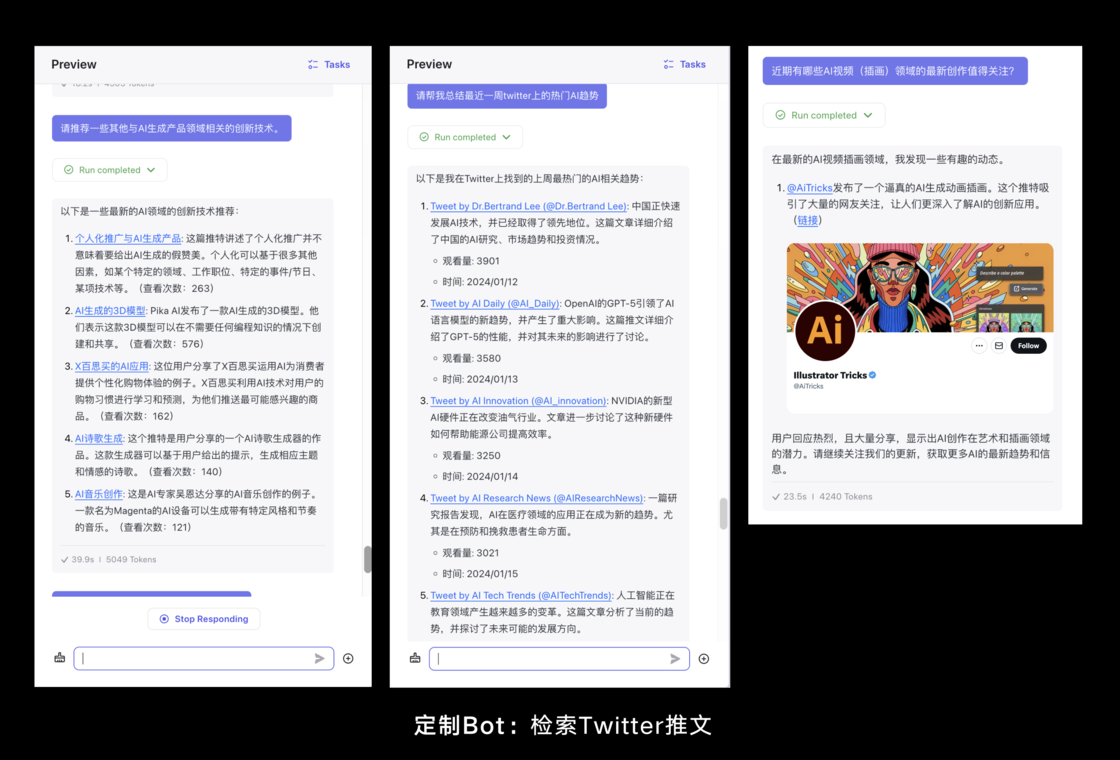 Preview
Tasks
请推荐一些其他与AI生成产品领域相关的创新技术。
Run completed
以下是一些最新的AI领域的创新技术推荐:
1. 个人化推广与AI生成产品: 这篇推特讲述了个人化推广并不
意味着要给出AI生成的假赞美。个人化可以基于很多其他
因素，如某个特定的领域、工作职位、特定的事件/节日、
某项技术等。（查看次数：263）
2. AI生成的3D模型: Pika AI发布了一款AI生成的3D模型。他
们表示这款3D模型可以在不需要任何编程知识的情况下创
建和共享。（查看次数：576）
3. X百思买的AI应用: 这位用户分享了X百思买运用AI为消费者
提供个性化购物体验的例子。X百思买利用AI技术对用户的
购物习惯进行学习和预测，为他们推送最可能感兴趣的商
品。（查看次数：162）
4. AI诗歌生成: 这个推特是用户分享的一个AI诗歌生成器的作
品。这款生成器可以基于用户给出的提示，生成相应主题
和情感的诗歌。（查看次数：140）
5. AI音乐创作: 这是AI专家吴恩达分享的AI音乐创作的例子。
一款名为Magenta的AI设备可以生成带有特定风格和节奏
的音乐。（查看次数：121）
39.9s | 5049 Tokens
Stop Responding
Preview
Tasks
请帮我总结最近一周twitter上的热门AI趋势
Run completed
以下是我在Twitter上找到的上周最热门的AI相关趋势：
1. Tweet by Dr.Bertrand Lee (@Dr.Bertrand Lee): 中国正快速
发展AI技术，并已经取得了领先地位。这篇文章详细介绍
了中国的AI研究、市场趋势和投资情况。
观看量: 3901
时间: 2024/01/12
2. Tweet by AI Daily (@AI_Daily): OpenAI的GPT-5引领了AI
语言模型的新趋势，并产生了重大影响。这篇推文详细介
绍了GPT-5的性能，并对其未来的影响进行了讨论。
观看量: 3580
时间: 2024/01/13
3. Tweet by AI Innovation (@AI_innovation): NVIDIA的新型
AI硬件正在改变油气行业。文章进一步讨论了这种新硬件
如何帮助能源公司提高效率。
观看量: 3250
时间: 2024/01/14
4. Tweet by AI Research News (@AIResearchNews): 一篇研
究报告发现，AI在医疗领域的应用正在成为新的趋势。尤
其是在预防和挽救患者生命方面。
观看量: 3021
时间: 2024/01/15
5. Tweet by AI Tech Trends (@AITechTrends): 人工智能正在
教育领域产生越来越多的变革。这篇文章分析了当前的趋
势，并探讨了未来可能的发展方向。
近期有哪些AI视频（插画）领域的最新创作值得关注?
Run completed
在最新的AI视频插画领域，我发现一些有趣的动态。
1. @AiTricks发布了一个逼真的AI生成动画插画。这个推特吸
引了大量的网友关注，让人们更深入了解AI的创新应用。
（链接）
Describe a color palette
Generate
Ai
Follow
Illustrator Tricks
@AiTricks
用户回应热烈，且大量分享，显示出AI创作在艺术和插画领域
的潜力。请继续关注我们的更新，获取更多AI的最新趋势和信
息。
23.5s | 4240 Tokens
定制Bot：检索Twitter推文